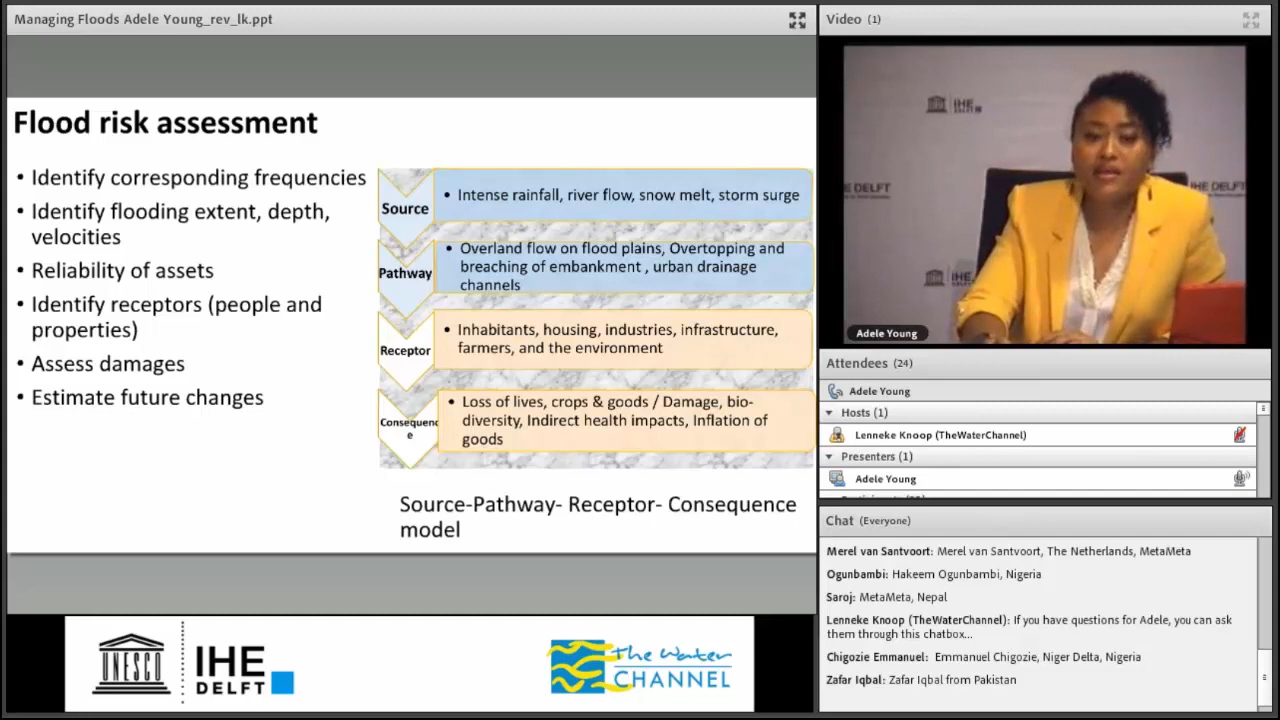 Managing Floods Adele Young_rev_lk.ppt
Flood risk assessment
• Identify corresponding frequencies
• Identify flooding extent, depth,
velocities
• Reliability of assets
• Identify receptors (people and
properties)
• Assess damages
• Estimate future changes
Source
• Intense rainfall, river flow, snow melt, storm surge
Pathway
• Overland flow on flood plains, Overtopping and
breaching of embankment , urban drainage
channels
Receptor
• Inhabitants, housing, industries, infrastructure,
farmers, and the environment
Consequenc
e
• Loss of lives, crops & goods / Damage, bio-
diversity, Indirect health impacts, Inflation of
goods
Source-Pathway- Receptor- Consequence
model
UNESCO
IHE
DELFT
The Water
CHANNEL
Video (1)
IHE
IHE DELFT
IHE DELFT
IHE
Adele Young
Attendees (24)
Adele Young
Hosts (1)
Lenneke Knoop (TheWaterChannel)
Presenters (1)
Adele Young
Chat (Everyone)
Merel van Santvoort: Merel van Santvoort, The Netherlands, MetaMeta
Ogunbambi: Hakeem Ogunbambi, Nigeria
Saroj: MetaMeta, Nepal
Lenneke Knoop (TheWaterChannel): If you have questions for Adele, you can ask
them through this chatbox...
Chigozie Emmanuel: Emmanuel Chigozie, Niger Delta, Nigeria
Zafar Iqbal: Zafar Iqbal from Pakistan